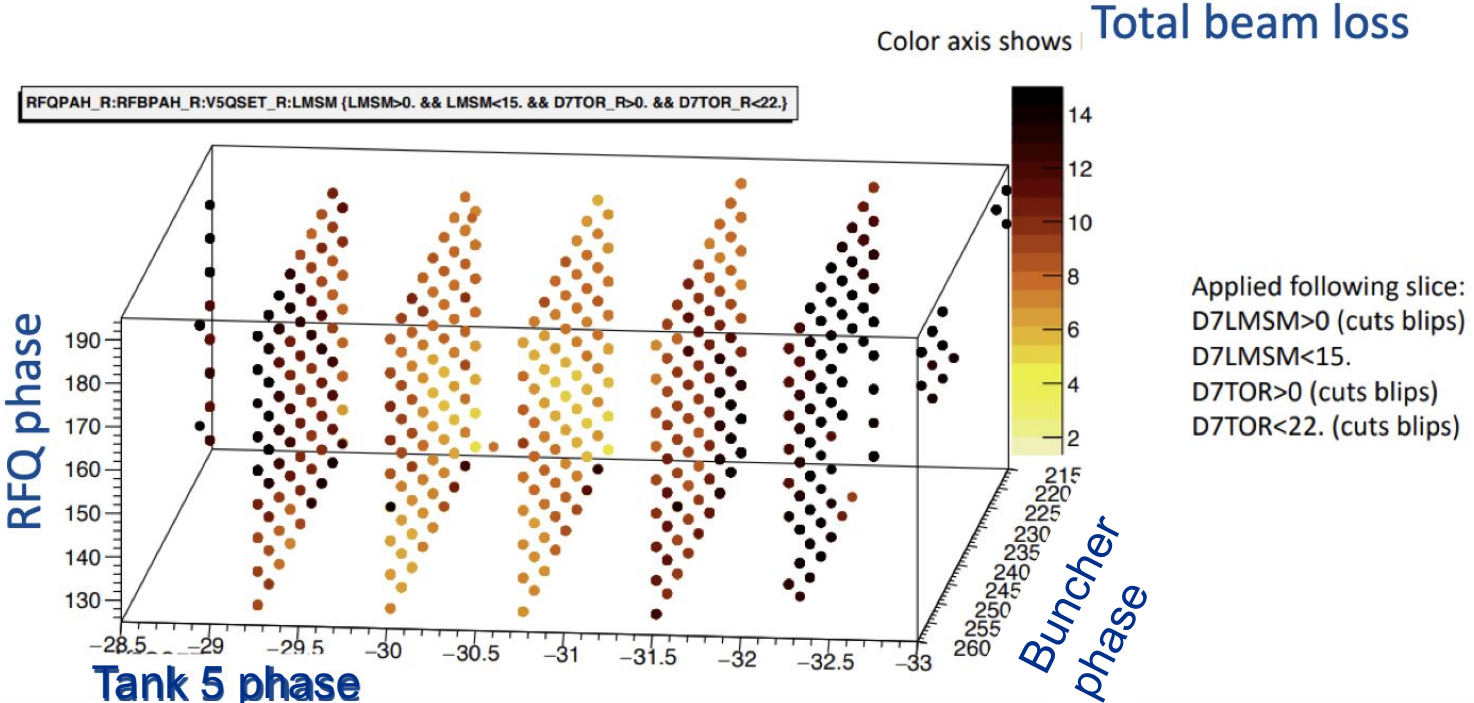 Total beam loss
Color axis shows
RFQPAH_R:RFBPAH_R:V5QSET_R:LMSM {LMSM>0. && LMSM<15. && D7TOR_R>0. && D7TOR_R<22.}
14
12
10
8
6
4
2
Applied following slice:
D7LMSM>0 (cuts blips)
D7LMSM<15.
D7TOR>0 (cuts blips)
D7TOR<22. (cuts blips)
RFQ phase
190
180
170
160
150
140
130
−28.5 −29 −29.5 −30 −30.5 −31 −31.5 −32 −32.5 −33
Tank 5 phase
215
220
225
230
235
240
245
250
255
260
Buncher
phase